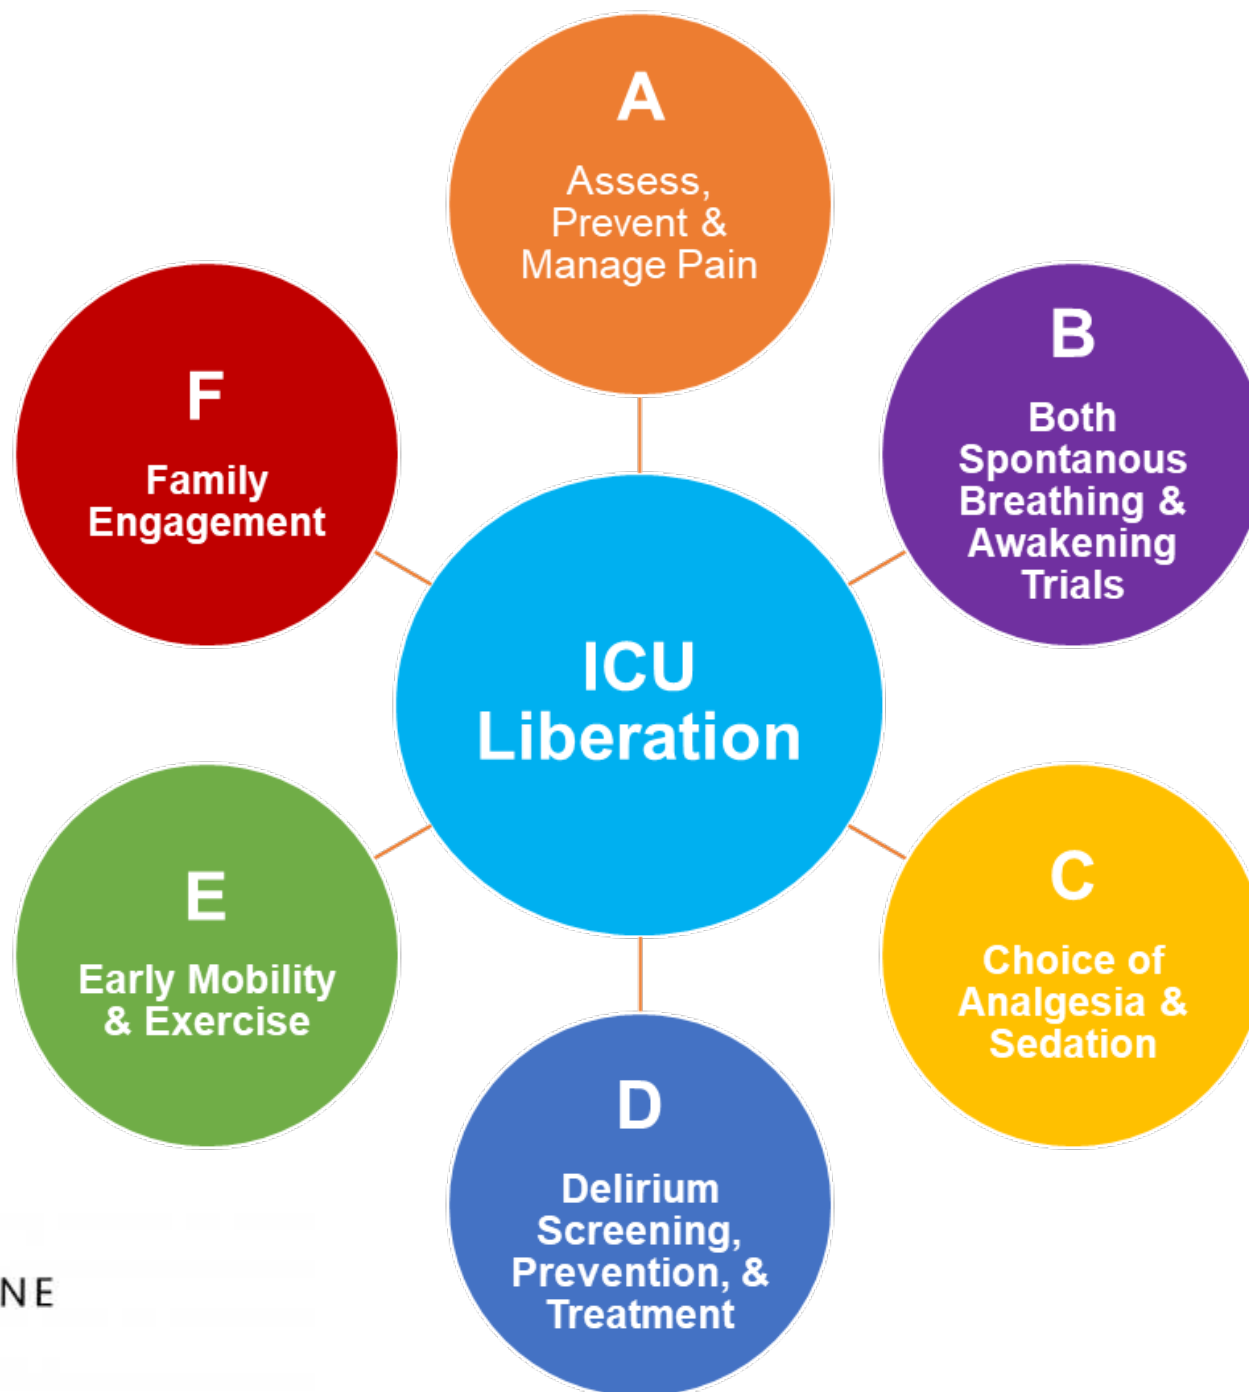 A
Assess,
Prevent &
Manage Pain
B
Both
Spontanous
Breathing &
Awakening
Trials
C
Choice of
Analgesia &
Sedation
D
Delirium
Screening,
Prevention, &
Treatment
E
Early Mobility
& Exercise
F
Family
Engagement
ICU
Liberation
NE